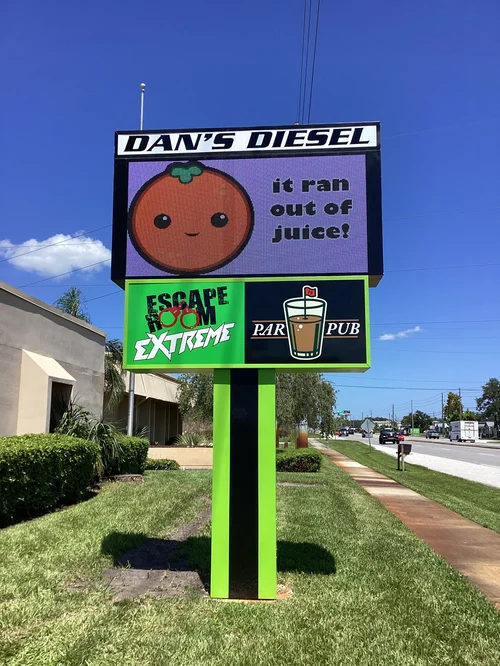 DAN'S DIESEL
it ran
out of
juice!
ESCAPE
ROOM
EXTREME
PAR PUB